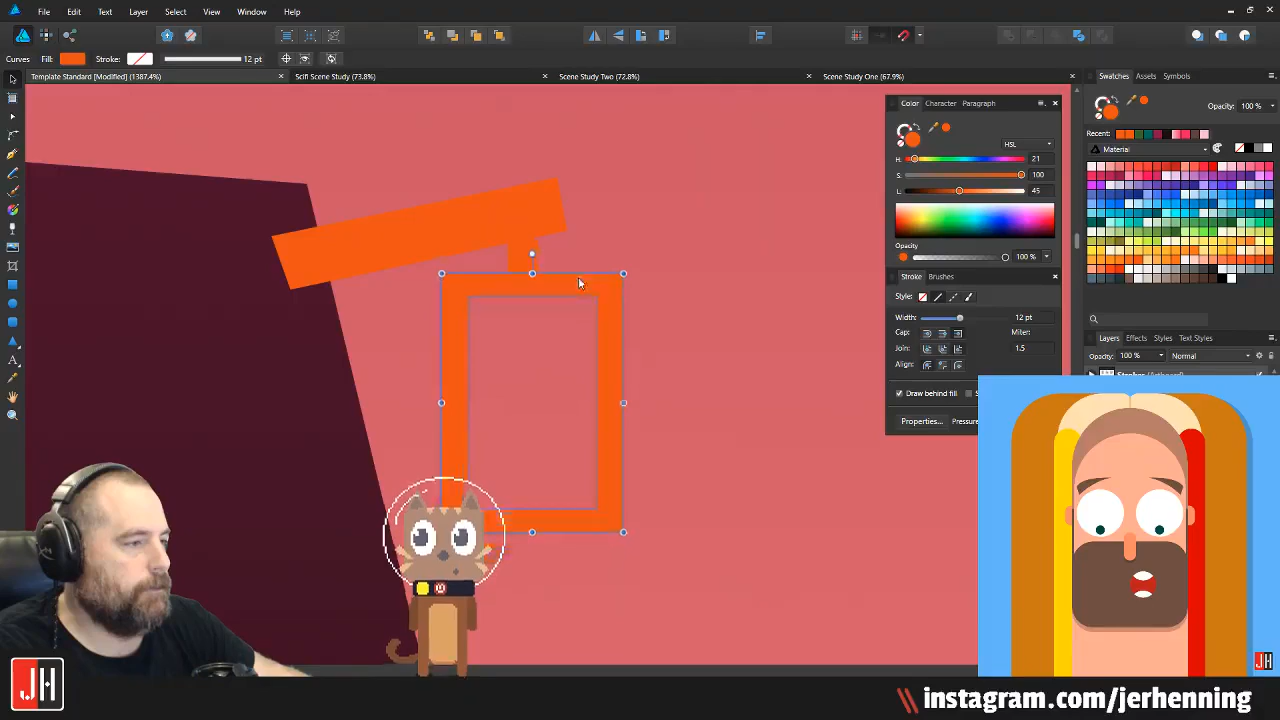 File Edit Text Layer Select View Window Help
Curves Fill: Stroke: 12 pt
Template Standard [Modified] (1387.4%) × Scifi Scene Study (73.8%) × Scene Study Two (72.8%) × Scene Study One (67.9%) ×
Swatches Assets Symbols
Opacity: 100 %
Recent:
Material
Color Character Paragraph
HSL
H: 21
S: 100
L: 45
Opacity
100 %
Stroke Brushes
Style:
Width: 12 pt
Cap: Miter:
Join: 1.5
Align:
Draw behind fill
Properties...
Layers Effects Styles Text Styles
Opacity: 100 % Normal
JH
JH
\\ instagram.com/jerhenning